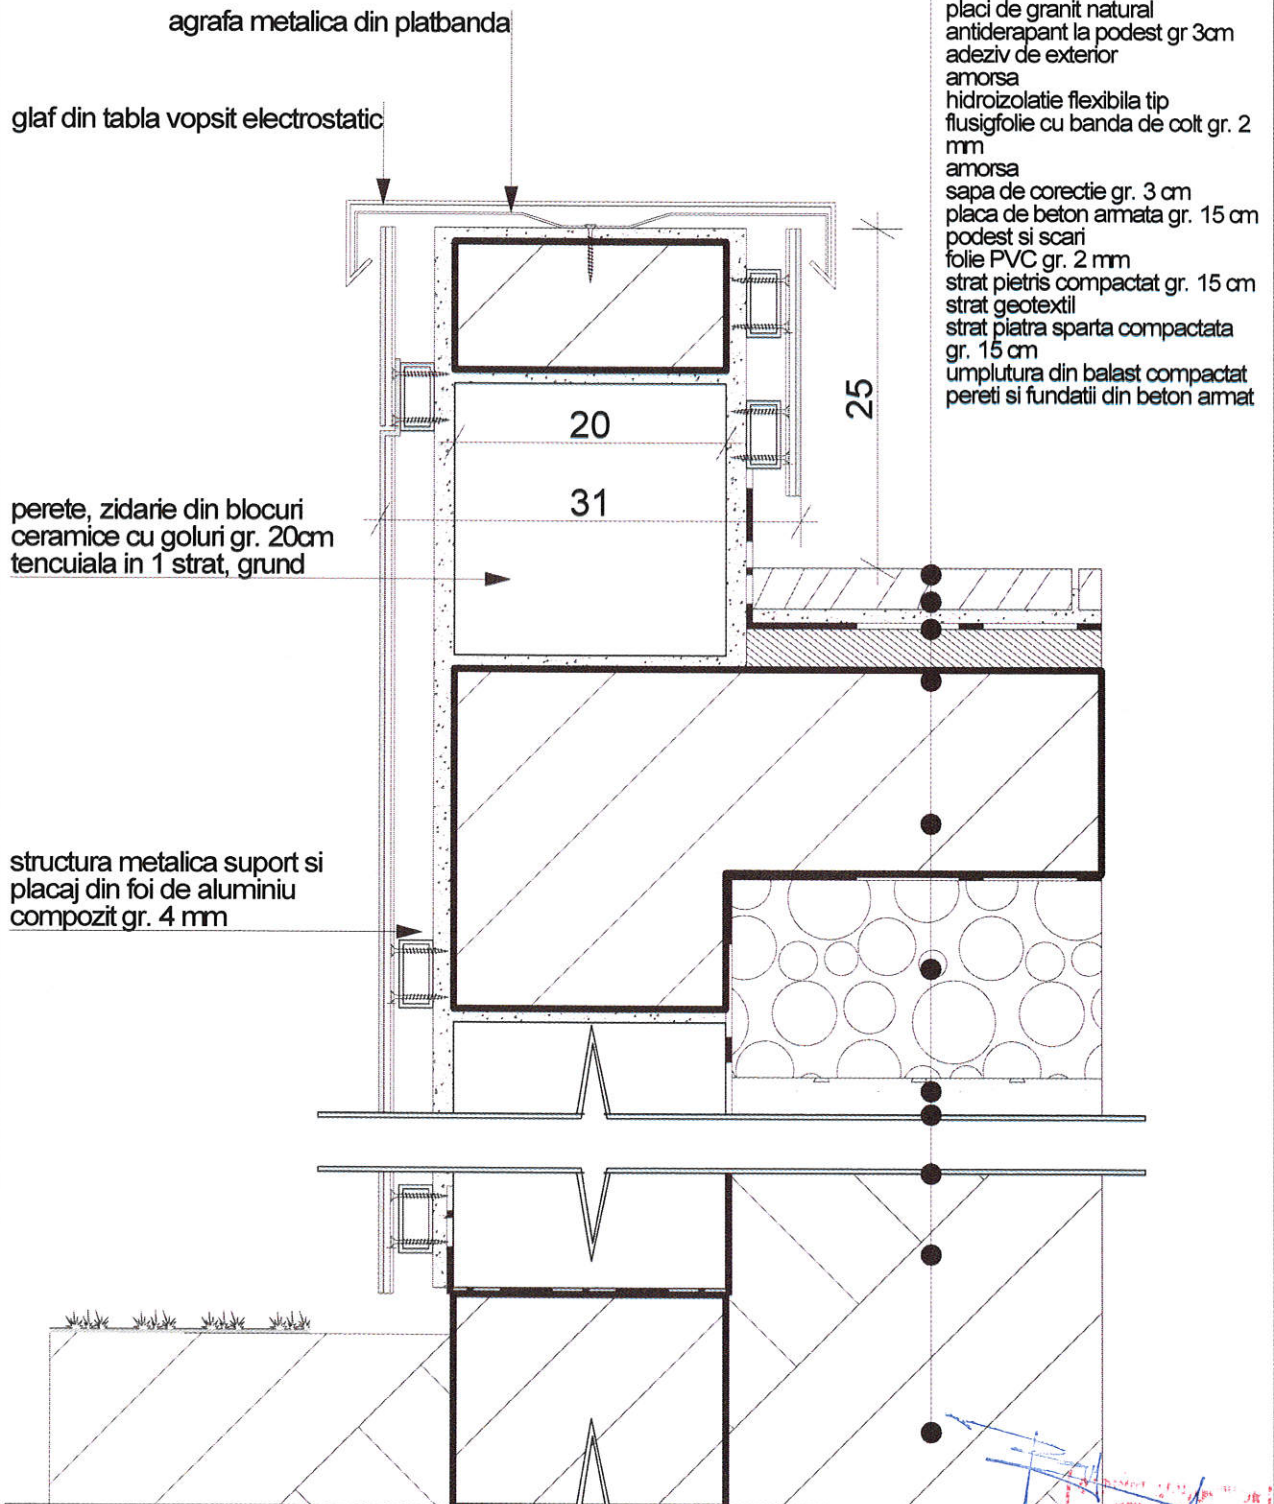 agrafa metalica din platbanda
glaf din tabla vopsit electrostatic
placi de granit natural
antiderapant la podest gr 3cm
adeziv de exterior
amorsa
hidroizolatie flexibila tip
flusigfolie cu banda de colt gr. 2
mm
amorsa
sapa de corectie gr. 3 cm
placa de beton armata gr. 15 cm
podest si scari
folie PVC gr. 2 mm
strat pietris compactat gr. 15 cm
strat geotextil
strat piatra sparta compactata
gr. 15 cm
umplutura din balast compactat
pereti si fundatii din beton armat
25
20
31
perete, zidarie din blocuri
ceramice cu goluri gr. 20cm
tencuiala in 1 strat, grund
structura metalica suport si
placaj din foi de aluminiu
compozit gr. 4 mm